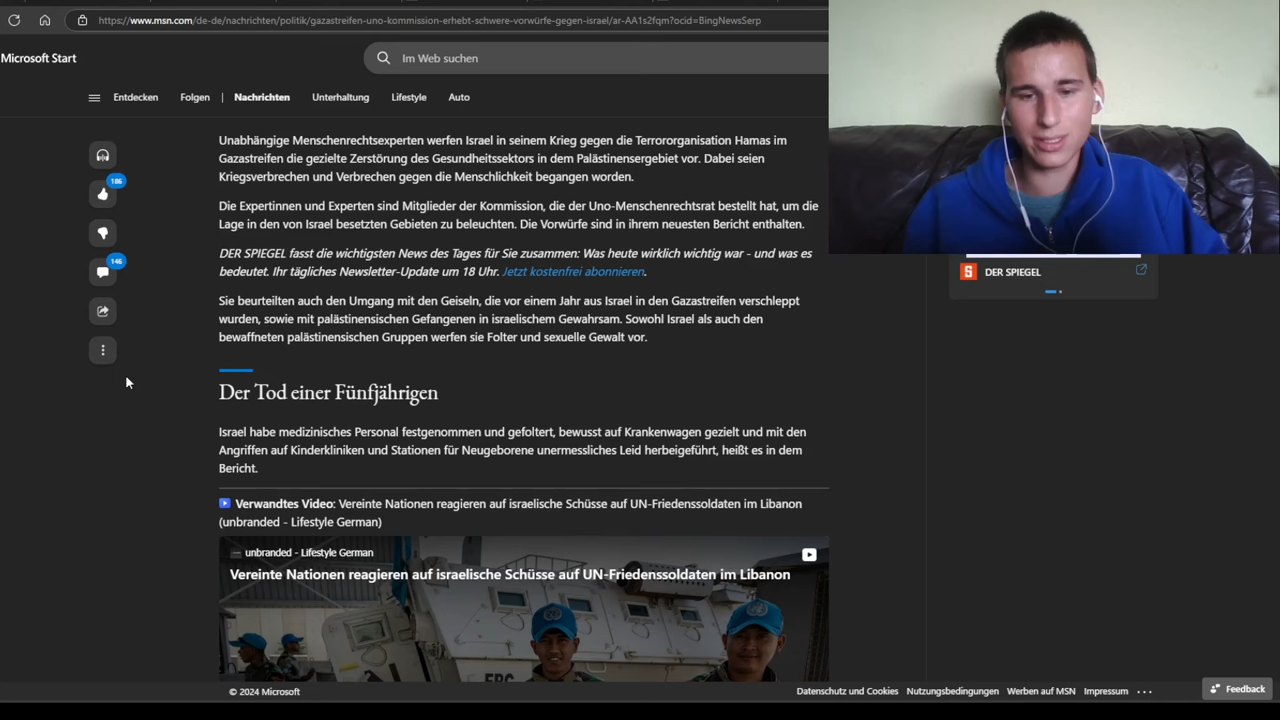 https://www.msn.com/de-de/nachrichten/politik/gazastreifen-uno-kommission-erhebt-schwere-vorwürfe-gegen-israel/ar-AA1s2fqm?ocid=BingNewsSerp
Microsoft Start
Im Web suchen
Entdecken
Folgen
Nachrichten
Unterhaltung
Lifestyle
Auto
Unabhängige Menschenrechtsexperten werfen Israel in seinem Krieg gegen die Terrororganisation Hamas im
Gazastreifen die gezielte Zerstörung des Gesundheitssektors in dem Palästinensergebiet vor. Dabei seien
Kriegsverbrechen und Verbrechen gegen die Menschlichkeit begangen worden.
186
Die Expertinnen und Experten sind Mitglieder der Kommission, die der Uno-Menschenrechtsrat bestellt hat, um die
Lage in den von Israel besetzten Gebieten zu beleuchten. Die Vorwürfe sind in ihrem neuesten Bericht enthalten.
DER SPIEGEL fasst die wichtigsten News des Tages für Sie zusammen: Was heute wirklich wichtig war - und was es
bedeutet. Ihr tägliches Newsletter-Update um 18 Uhr. Jetzt kostenfrei abonnieren.
146
DER SPIEGEL
Sie beurteilten auch den Umgang mit den Geiseln, die vor einem Jahr aus Israel in den Gazastreifen verschleppt
wurden, sowie mit palästinensischen Gefangenen in israelischem Gewahrsam. Sowohl Israel als auch den
bewaffneten palästinensischen Gruppen werfen sie Folter und sexuelle Gewalt vor.
Der Tod einer Fünfjährigen
Israel habe medizinisches Personal festgenommen und gefoltert, bewusst auf Krankenwagen gezielt und mit den
Angriffen auf Kinderkliniken und Stationen für Neugeborene unermessliches Leid herbeigeführt, heißt es in dem
Bericht.
Verwandtes Video: Vereinte Nationen reagieren auf israelische Schüsse auf UN-Friedenssoldaten im Libanon
(unbranded - Lifestyle German)
unbranded - Lifestyle German
Vereinte Nationen reagieren auf israelische Schüsse auf UN-Friedenssoldaten im Libanon
© 2024 Microsoft
Datenschutz und Cookies
Nutzungsbedingungen
Werben auf MSN
Impressum
Feedback